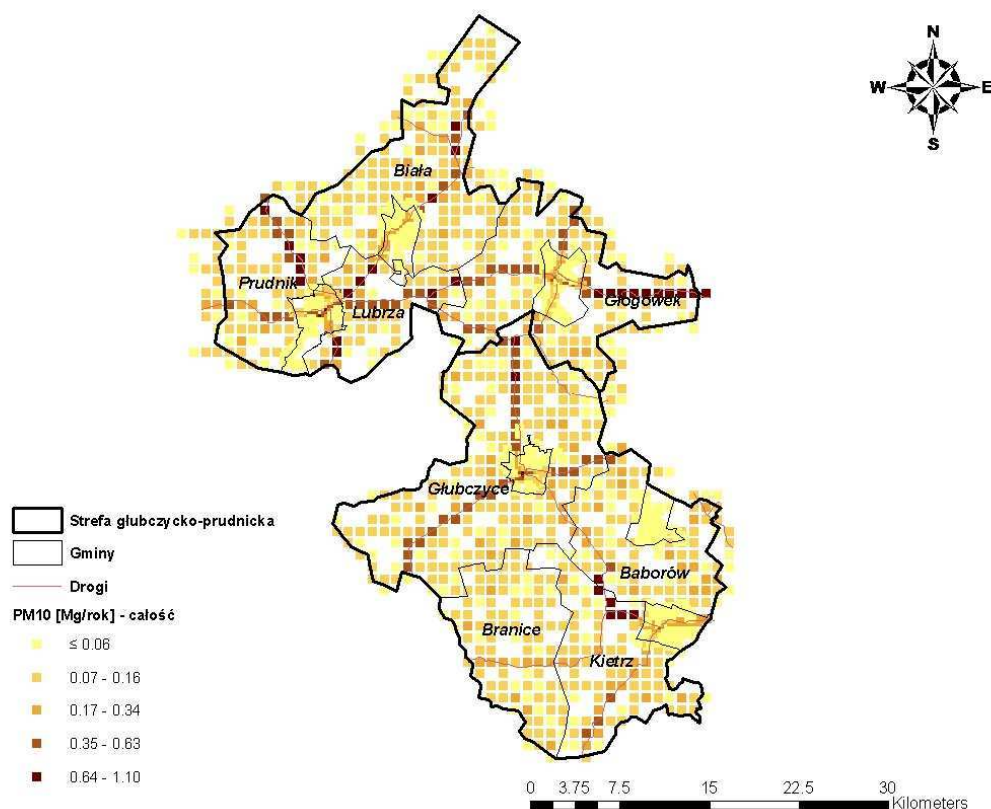 N
W E
S
Biała
Prudnik
Lubrza
Głogówek
Głubczyce
Baborów
Branice
Kietrz
Strefa głubczycko-prudnicka
Gminy
Drogi
PM10 [Mg/rok] - całość
≤ 0.06
0.07 - 0.16
0.17 - 0.34
0.35 - 0.63
0.64 - 1.10
0 3.75 7.5 15 22.5 30
Kilometers